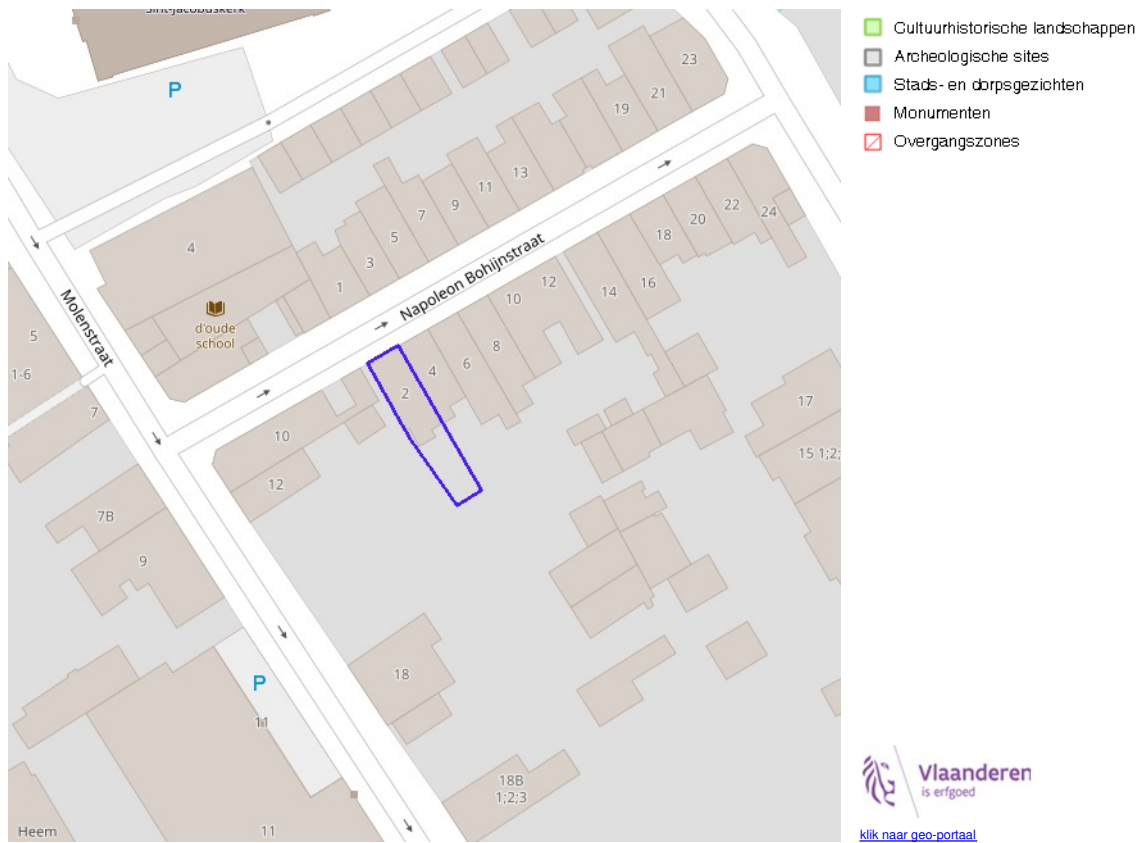 Sint-Jacobuskerk
P
4
d'oude
school
Molenstraat
5
1-6
7
1
3
5
7
9
11
13
19
21
23
Napoleon Bohijnstraat
2
4
6
8
10
12
14
16
18
20
22
24
10
12
7B
9
17
15 1;2;
18
P
11
18B
1;2;3
Heem
11
Cultuurhistorische landschappen
Archeologische sites
Stads- en dorpsgezichten
Monumenten
Overgangszones
Vlaanderen
is erfgoed
klik naar geo-portaal